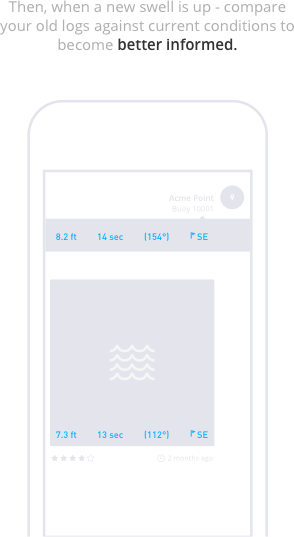 Then, when a new swell is up - compare
your old logs against current conditions to
become better informed.
Acme Point
Buoy 10001
8.2 ft 14 sec (154°) SE
7.3 ft 13 sec (112°) SE
2 months ago